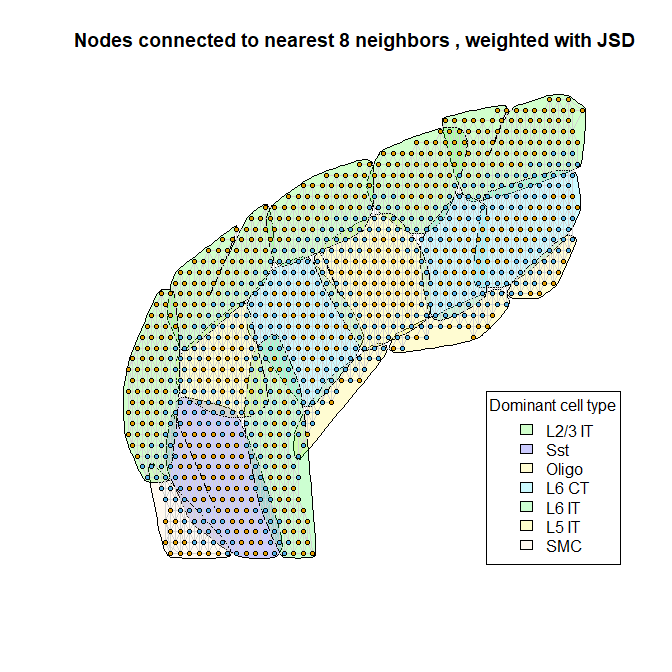 Nodes connected to nearest 8 neighbors , weighted with JSD
Dominant cell type
L2/3 IT
Sst
Oligo
L6 CT
L6 IT
L5 IT
SMC